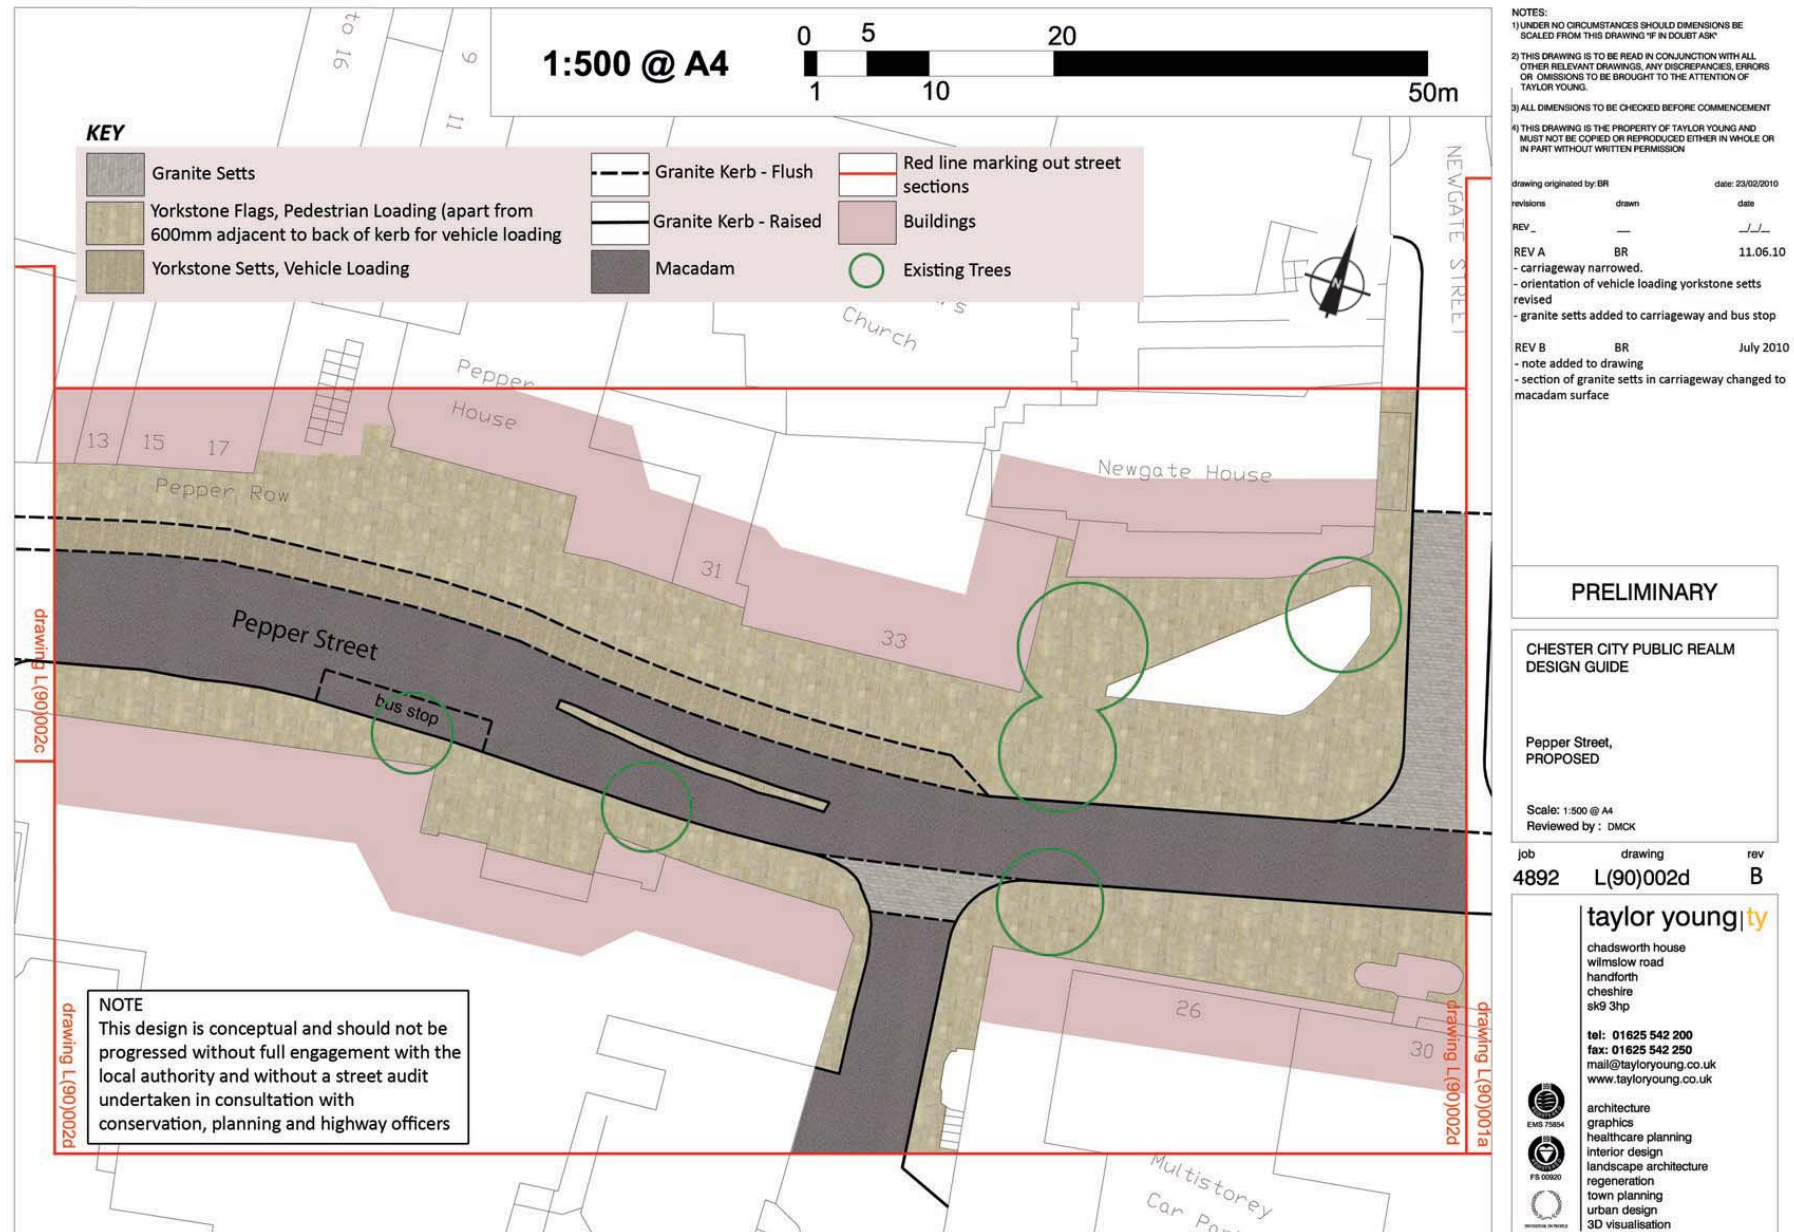 to 16
9
11
1:500 @ A4
0 5 20
1 10 50m
KEY
Granite Setts
Yorkstone Flags, Pedestrian Loading (apart from
600mm adjacent to back of kerb for vehicle loading
Yorkstone Setts, Vehicle Loading
Granite Kerb - Flush
Granite Kerb - Raised
Macadam
Red line marking out street
sections
Buildings
Existing Trees
N
NEWGATE STREET
Church
Pepper
House
13 15 17
Pepper Row
Newgate House
31
33
Pepper Street
bus stop
26
30
Multistorey
drawing L(90)002c
drawing L(90)002d
drawing L(90)002d
drawing L(90)001a
NOTE
This design is conceptual and should not be
progressed without full engagement with the
local authority and without a street audit
undertaken in consultation with
conservation, planning and highway officers
NOTES:
1) UNDER NO CIRCUMSTANCES SHOULD DIMENSIONS BE
SCALED FROM THIS DRAWING "IF IN DOUBT ASK"
2) THIS DRAWING IS TO BE READ IN CONJUNCTION WITH ALL
OTHER RELEVANT DRAWINGS, ANY DISCREPANCIES, ERRORS
OR OMISSIONS TO BE BROUGHT TO THE ATTENTION OF
TAYLOR YOUNG.
3) ALL DIMENSIONS TO BE CHECKED BEFORE COMMENCEMENT
4) THIS DRAWING IS THE PROPERTY OF TAYLOR YOUNG AND
MUST NOT BE COPIED OR REPRODUCED EITHER IN WHOLE OR
IN PART WITHOUT WRITTEN PERMISSION
drawing originated by: BR date: 23/02/2010
revisions drawn date
REV _ __ _/_/_
REV A BR 11.06.10
- carriageway narrowed.
- orientation of vehicle loading yorkstone setts
revised
- granite setts added to carriageway and bus stop
REV B BR July 2010
- note added to drawing
- section of granite setts in carriageway changed to
macadam surface
PRELIMINARY
CHESTER CITY PUBLIC REALM
DESIGN GUIDE
Pepper Street,
PROPOSED
Scale: 1:500 @ A4
Reviewed by : DMCK
job drawing rev
4892 L(90)002d B
taylor young|ty
chadsworth house
wilmslow road
handforth
cheshire
sk9 3hp
tel: 01625 542 200
fax: 01625 542 250
mail@tayloryoung.co.uk
www.tayloryoung.co.uk
architecture
graphics
healthcare planning
interior design
landscape architecture
regeneration
town planning
urban design
3D visualisation
EMS 75854
FS 00920